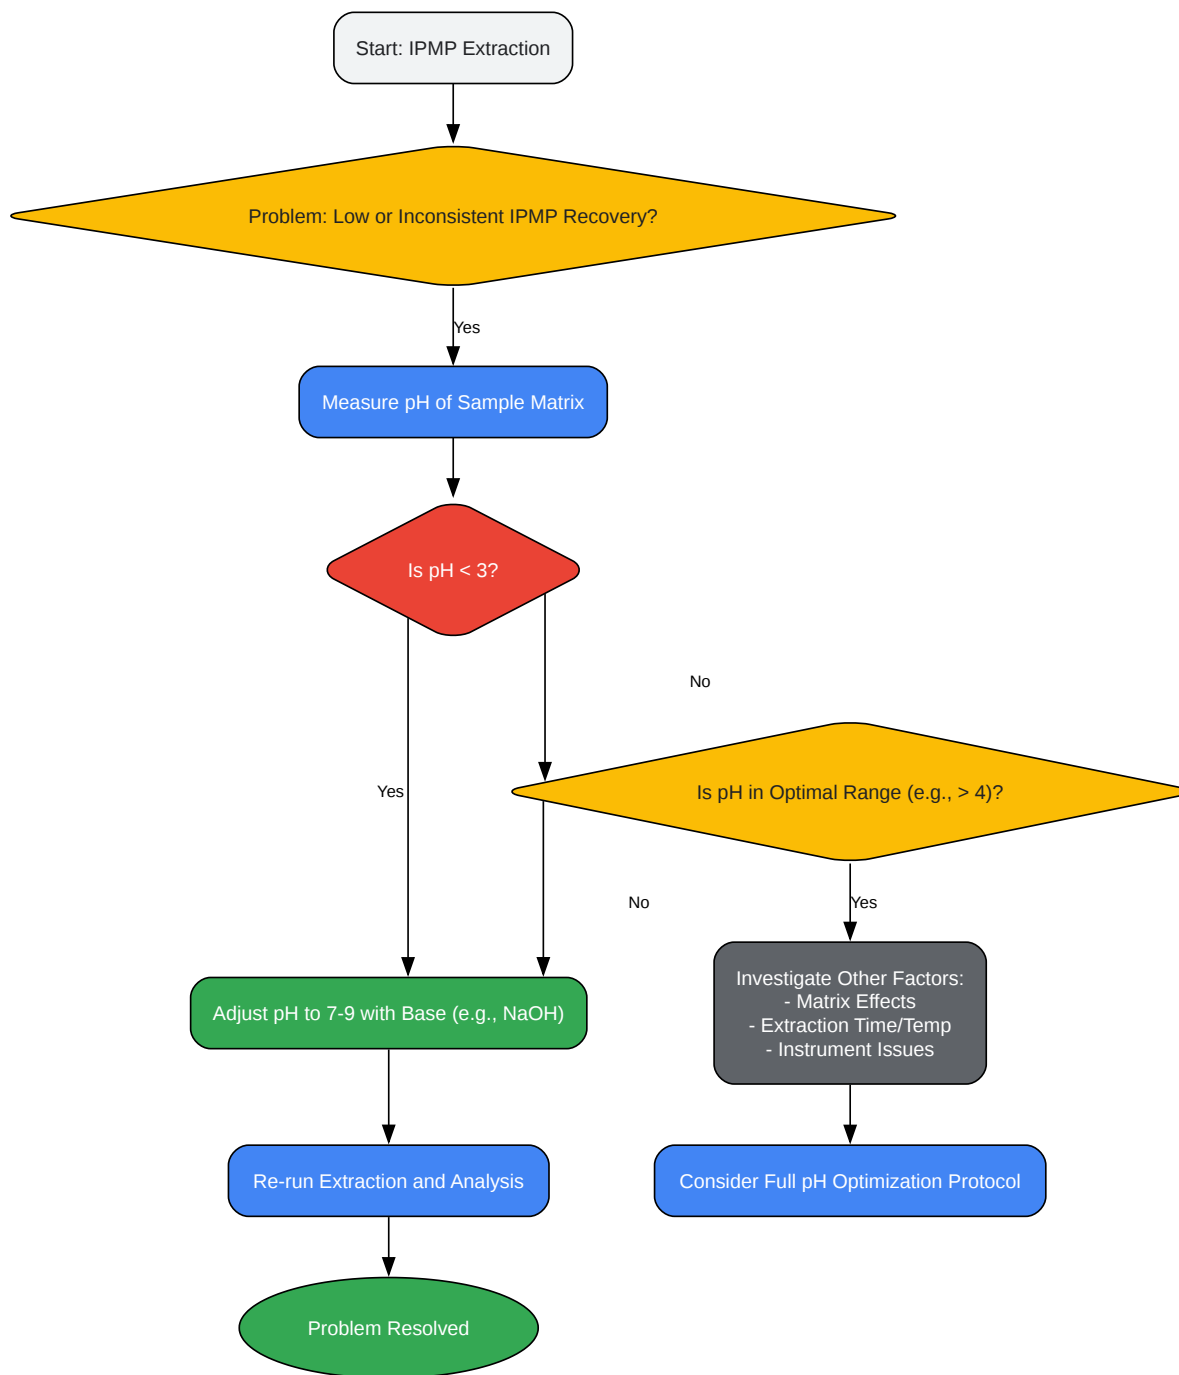 Start: IPMP Extraction
Problem: Low or Inconsistent IPMP Recovery?
Yes
Measure pH of Sample Matrix
Is pH < 3?
No
Yes
Is pH in Optimal Range (e.g., > 4)?
No
Yes
Investigate Other Factors:
- Matrix Effects
- Extraction Time/Temp
- Instrument Issues
Adjust pH to 7-9 with Base (e.g., NaOH)
Re-run Extraction and Analysis
Consider Full pH Optimization Protocol
Problem Resolved